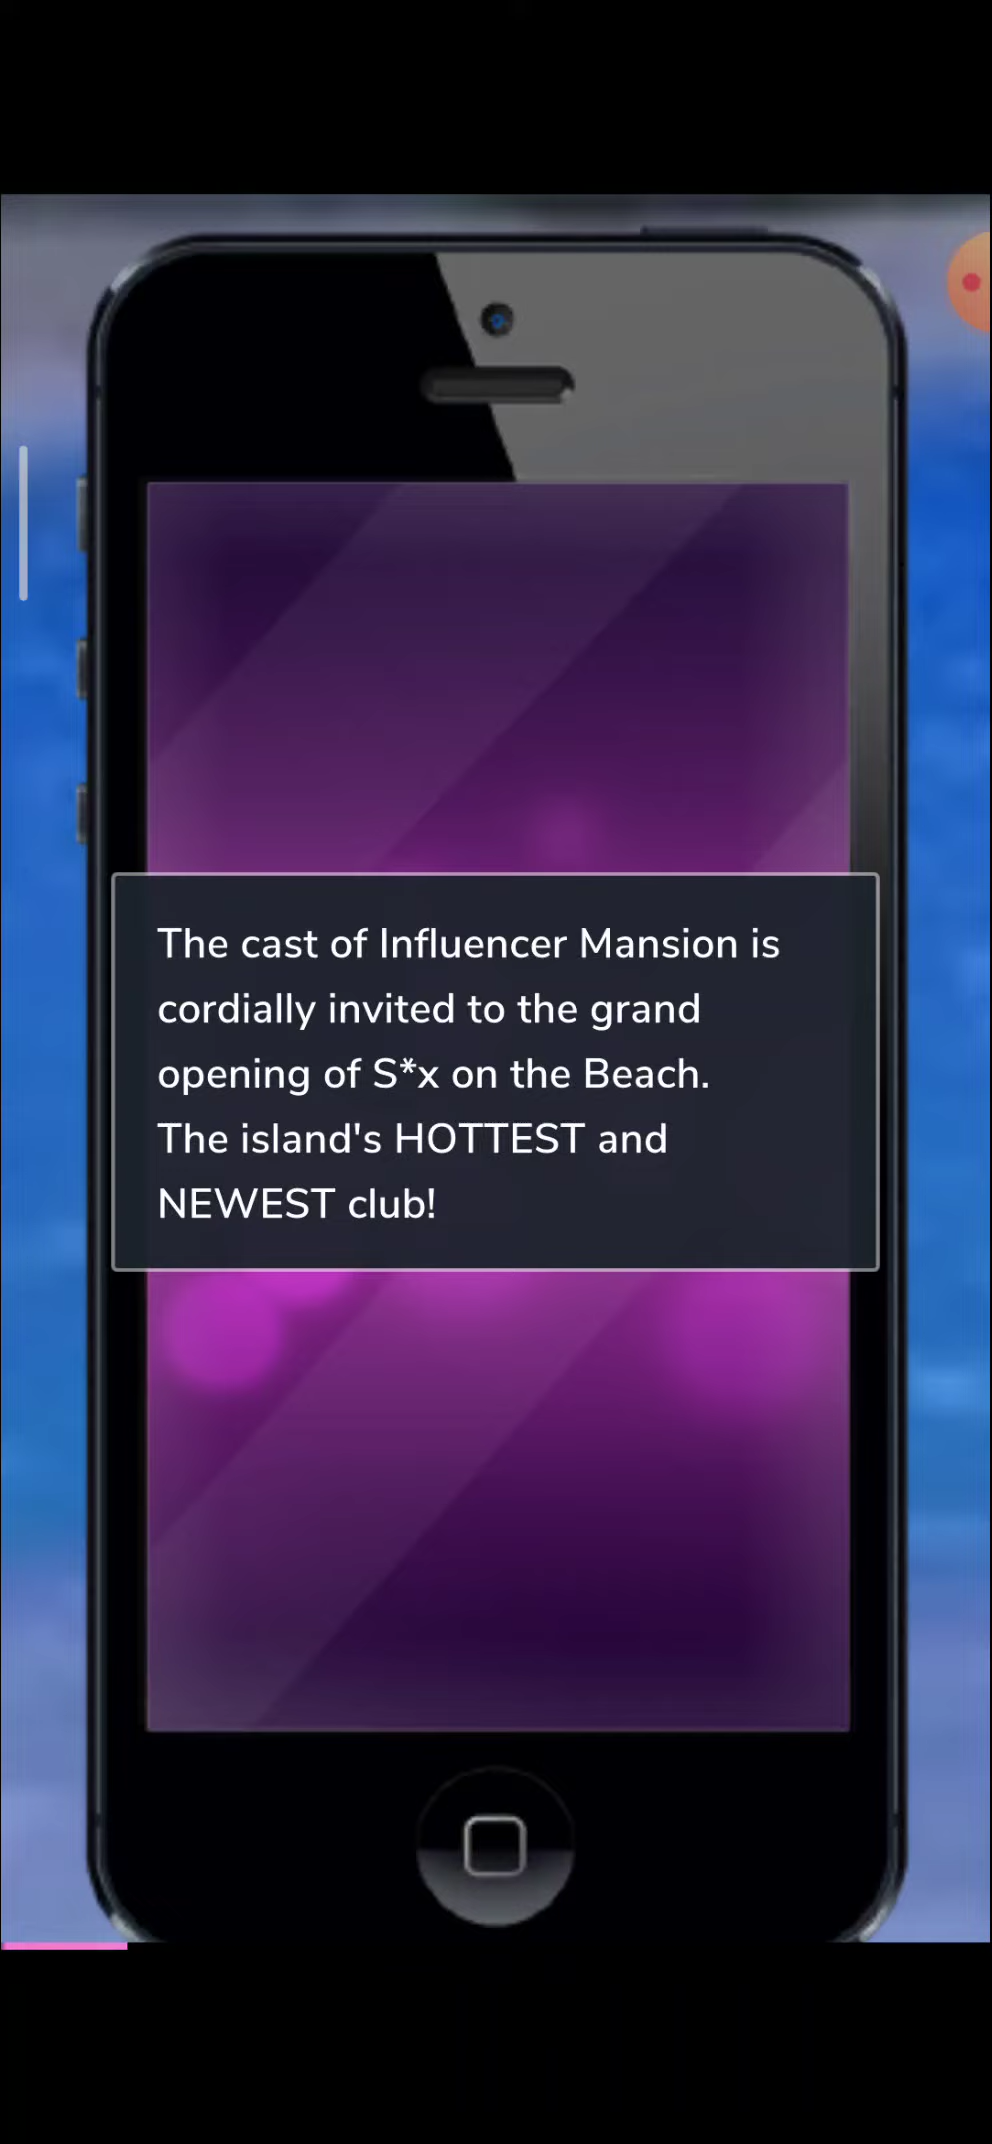 The cast of Influencer Mansion is
cordially invited to the grand
opening of S*x on the Beach.
The island's HOTTEST and
NEWEST club!